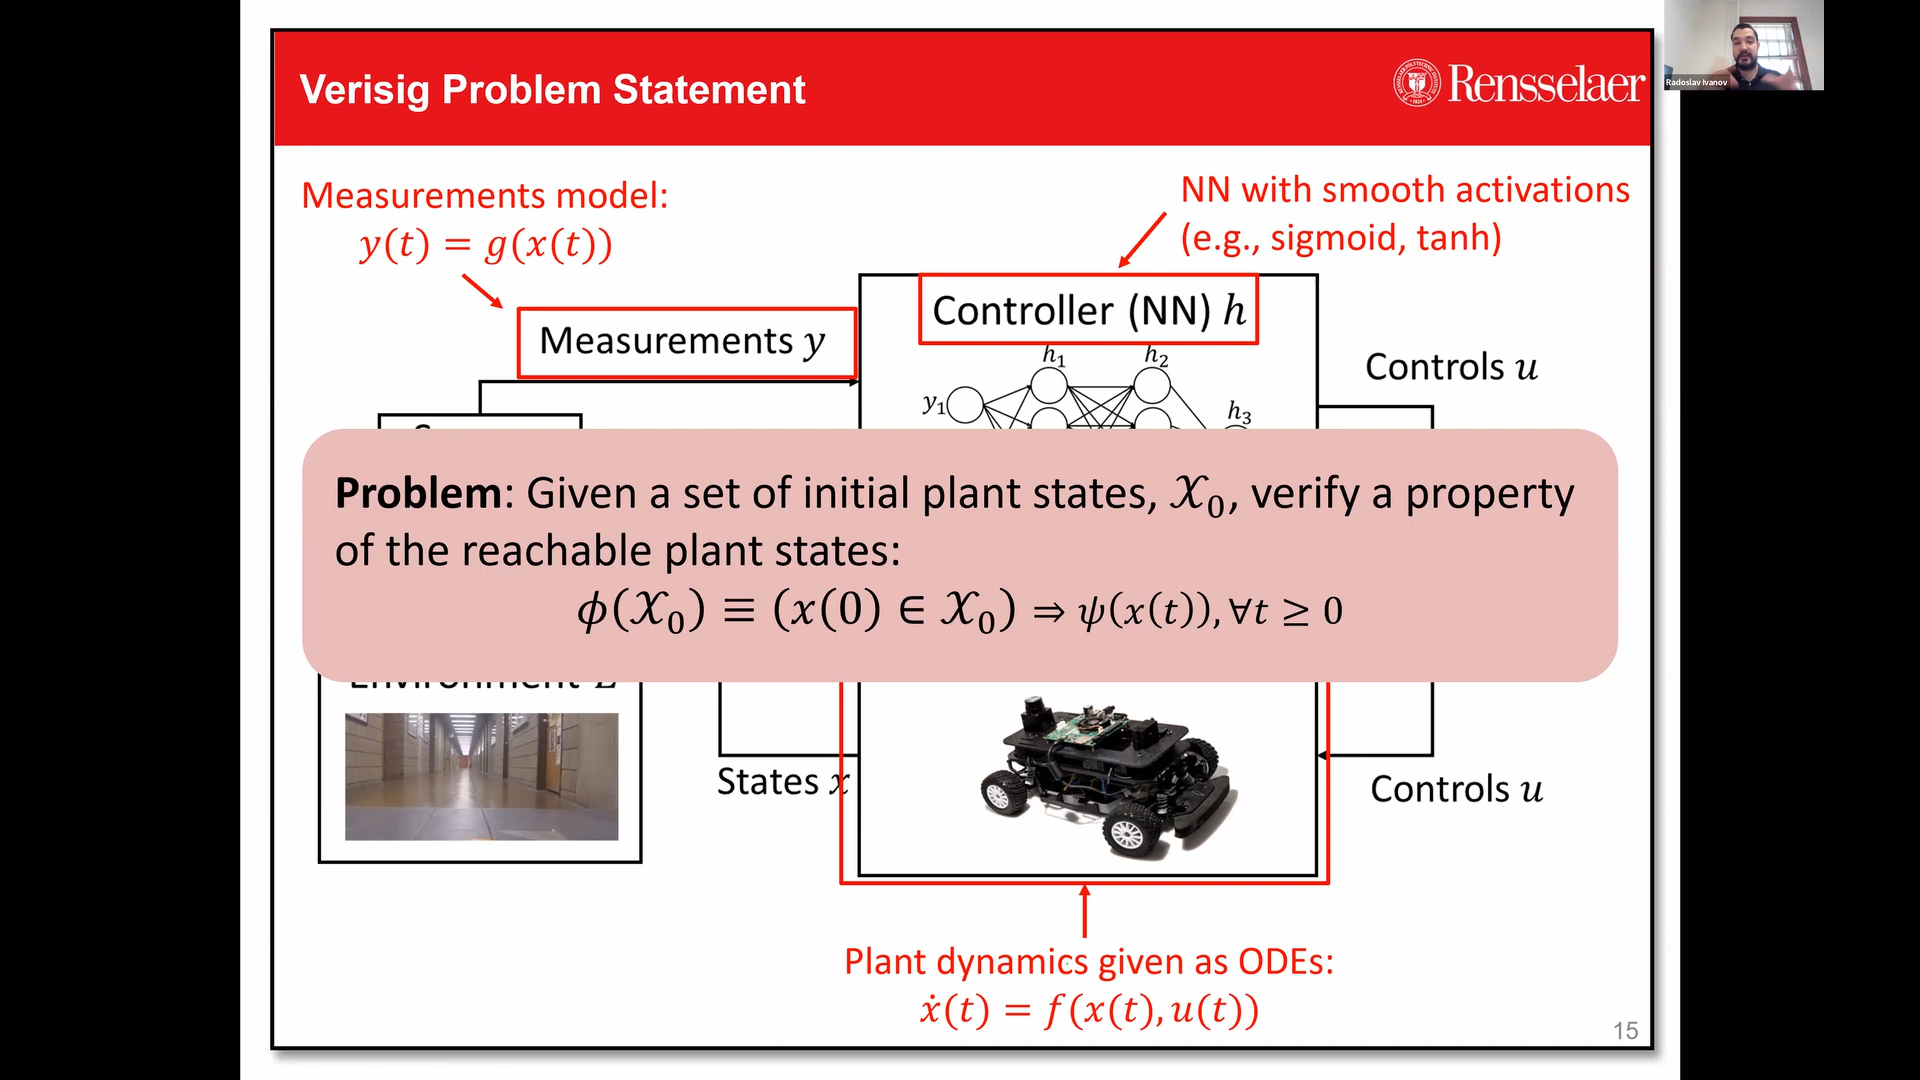 Verisig Problem Statement
Rensselaer
Radoslav Ivanov
Measurements model:
y(t) = g(x(t))
NN with smooth activations
(e.g., sigmoid, tanh)
Measurements y
Controller (NN) h
h₁ h₂
y₁
h₃
Controls u
Problem: Given a set of initial plant states, 𝒳₀, verify a property
of the reachable plant states:
ϕ(𝒳₀) ≡ (x(0) ∈ 𝒳₀) ⇒ ψ(x(t)), ∀t ≥ 0
States x
Controls u
Plant dynamics given as ODEs:
ẋ(t) = f(x(t), u(t))
15